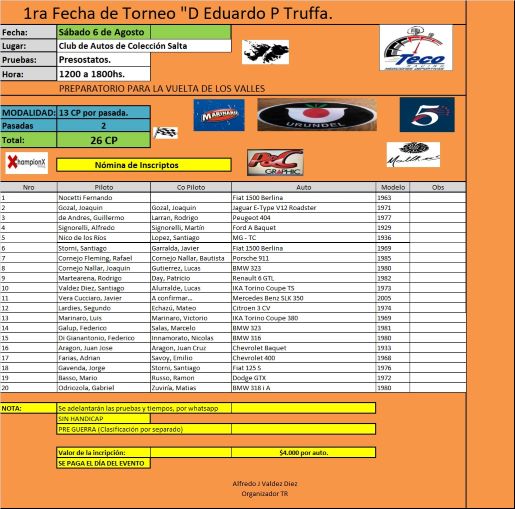 1ra Fecha de Torneo "D Eduardo P Truffa.
Fecha: Sábado 6 de Agosto
Lugar: Club de Autos de Colección Salta
Pruebas: Presostatos.
Hora: 1200 a 1800hs.
PREPARATORIO PARA LA VUELTA DE LOS VALLES
Teco
RACING
MODALIDAD: 13 CP por pasada.
Pasadas 2
Total: 26 CP
MARINARO
URUNDEL
5
ChampionX
Nómina de Inscriptos
P&C
GRAPHIC
Nro Piloto Co Piloto Auto Modelo Obs
1 Nocetti Fernando Fiat 1500 Berlina 1963
2 Gozal, Joaquin Gozal, Joaquin Jaguar E-Type V12 Roadster 1971
3 de Andres, Guillermo Larran, Rodrigo Peugeot 404 1977
4 Signorelli, Alfredo Signorelli, Martín Ford A Baquet 1929
5 Nico de los Ríos Lopez, Santiago MG - TC 1936
6 Storni, Santiago Garralda, Javier Fiat 1500 Berlina 1969
7 Cornejo Fleming, Rafael Cornejo Nallar, Bautista Porsche 911 1985
8 Cornejo Nallar, Joaquin Gutierrez, Lucas BMW 323 1980
9 Martearena, Rodrigo Day, Patricio Renault 6 GTL 1982
10 Valdez Diez, Santiago Alurralde, Lucas IKA Torino Coupe TS 1973
11 Vera Cucciaro, Javier A confirmar... Mercedes Benz SLK 350 2005
12 Lardies, Segundo Echazú, Mateo Citroen 3 CV 1974
13 Marinaro, Luis Marinaro, Victorio IKA Torino Coupe 380 1969
14 Galup, Federico Salas, Marcelo BMW 323 1981
15 Di Gianantonio, Federico Innamorato, Nicolas BMW 316 1980
16 Aragon, Juan Jose Aragon, Juan Cruz Chevrolet Baquet 1933
17 Farias, Adrian Savoy, Emilio Chevrolet 400 1968
18 Gavenda, Jorge Storni, Santiago Fiat 125 S 1976
19 Basso, Mario Russo, Ramon Dodge GTX 1972
20 Odriozola, Gabriel Zuviría, Matias BMW 318 i A 1980
NOTA: Se adelantarán las pruebas y tiempos, por whatsapp
SIN HANDICAP
PRE GUERRA (Clasificación por separado)
Valor de la incripción: $4.000 por auto.
SE PAGA EL DÍA DEL EVENTO
Alfredo J Valdez Diez
Organizador TR